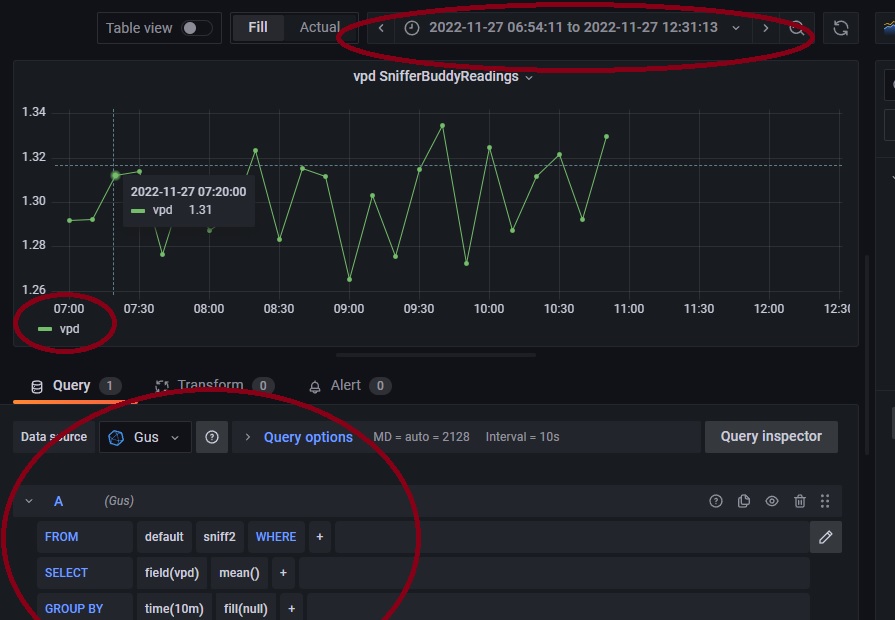 Table view Fill Actual 2022-11-27 06:54:11 to 2022-11-27 12:31:13
vpd SnifferBuddyReadings
1.34
1.32
1.30
1.28
1.26
2022-11-27 07:20:00
vpd 1.31
07:00 07:30 08:00 08:30 09:00 09:30 10:00 10:30 11:00 11:30 12:00 12:30
vpd
Query 1 Transform 0 Alert 0
Data source Gus Query options MD = auto = 2128 Interval = 10s Query inspector
A (Gus)
FROM default sniff2 WHERE +
SELECT field(vpd) mean() +
GROUP BY time(10m) fill(null) +